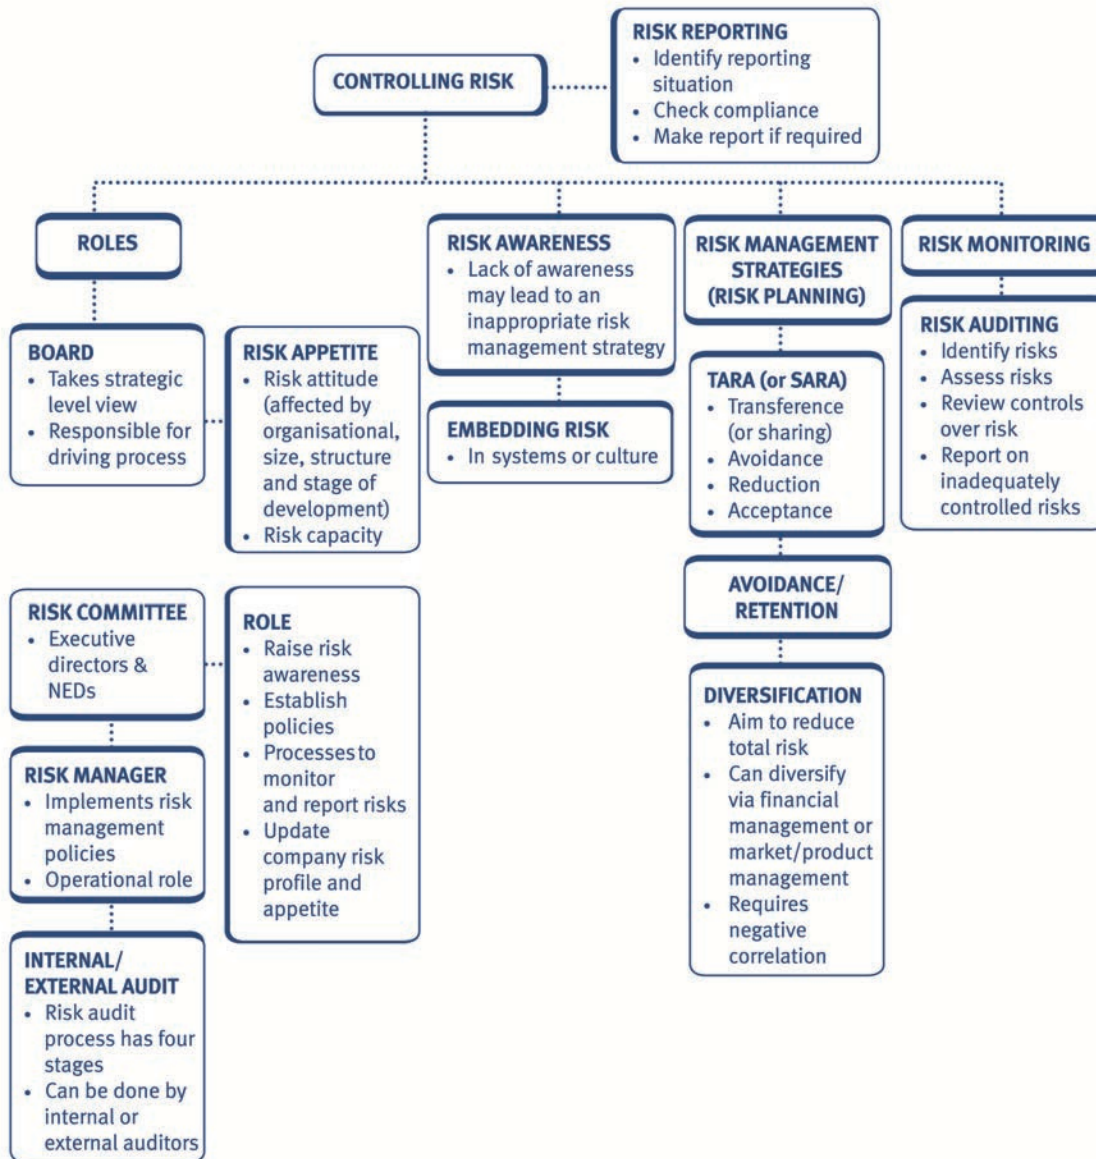 CONTROLLING RISK
RISK REPORTING
• Identify reporting
situation
• Check compliance
• Make report if required
ROLES
BOARD
• Takes strategic
level view
• Responsible for
driving process
RISK APPETITE
• Risk attitude
(affected by
organisational,
size, structure
and stage of
development)
• Risk capacity
RISK COMMITTEE
• Executive
directors &
NEDs
ROLE
• Raise risk
awareness
• Establish
policies
• Processes to
monitor
and report risks
• Update
company risk
profile and
appetite
RISK MANAGER
• Implements risk
management
policies
• Operational role
INTERNAL/
EXTERNAL AUDIT
• Risk audit
process has four
stages
• Can be done by
internal or
external auditors
RISK AWARENESS
• Lack of awareness
may lead to an
inappropriate risk
management strategy
EMBEDDING RISK
• In systems or culture
RISK MANAGEMENT
STRATEGIES
(RISK PLANNING)
TARA (or SARA)
• Transference
(or sharing)
• Avoidance
• Reduction
• Acceptance
AVOIDANCE/
RETENTION
DIVERSIFICATION
• Aim to reduce
total risk
• Can diversify
via financial
management or
market/product
management
• Requires
negative
correlation
RISK MONITORING
RISK AUDITING
• Identify risks
• Assess risks
• Review controls
over risk
• Report on
inadequately
controlled risks